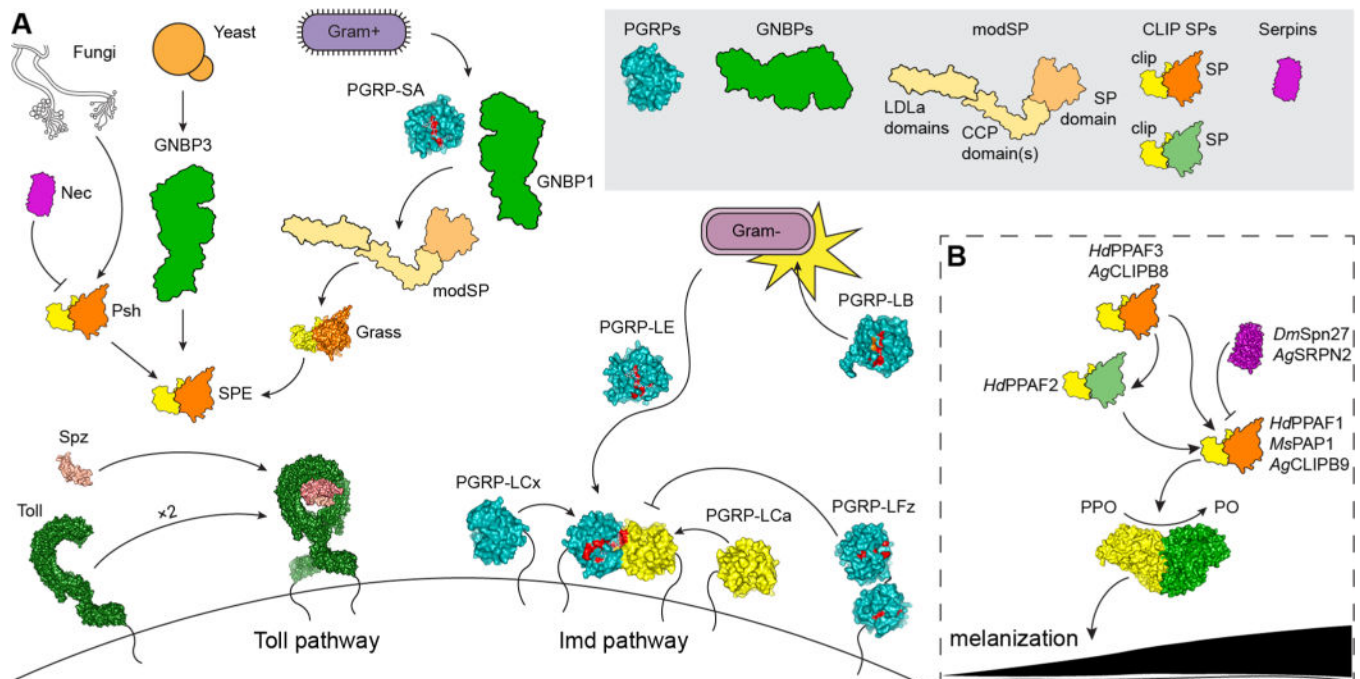 A
Fungi
Yeast
Gram+
PGRP-SA
GNBP3
GNBP1
Nec
Psh
modSP
Grass
SPE
Spz
Toll
×2
Toll pathway
PGRPs
GNBPs
modSP
CLIP SPs
Serpins
LDLa
domains
CCP
domain(s)
SP
domain
clip
SP
clip
SP
Gram-
PGRP-LB
PGRP-LE
PGRP-LCx
PGRP-LCa
PGRP-LFz
Imd pathway
B
HdPPAF3
AgCLIPB8
DmSpn27
AgSRPN2
HdPPAF2
HdPPAF1
MsPAP1
AgCLIPB9
PPO
PO
melanization